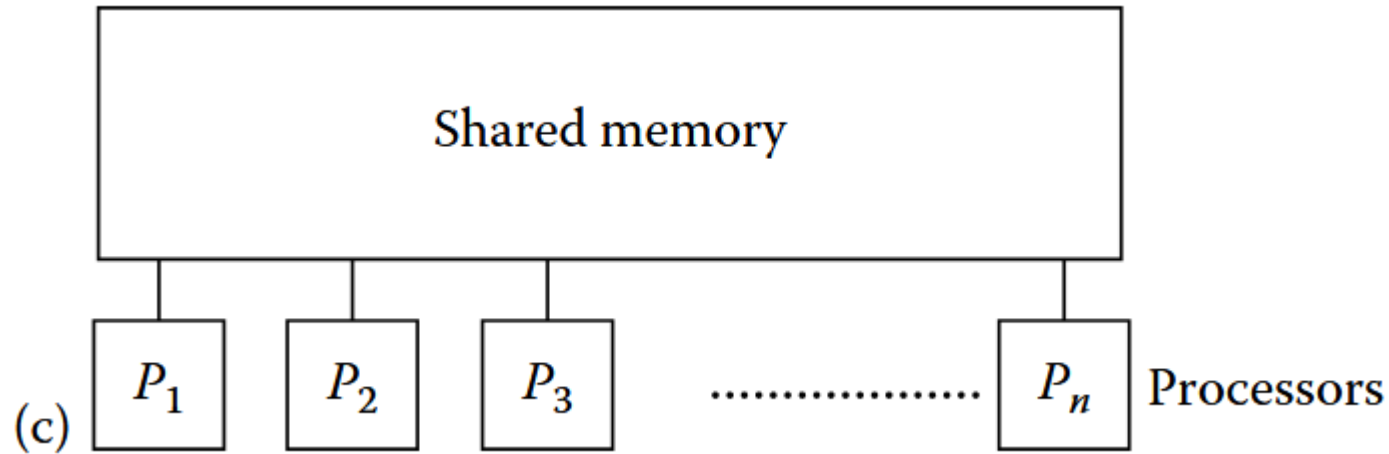 Shared memory
(c) P₁ P₂ P₃ .................... Pₙ Processors